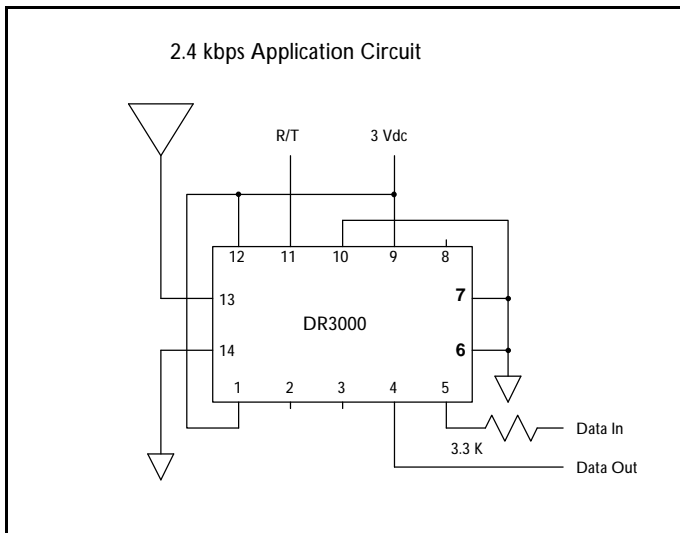 2.4 kbps Application Circuit
R/T 3 Vdc
12 11 10 9 8
13 7
DR3000
14 6
1 2 3 4 5
3.3 K Data In
Data Out